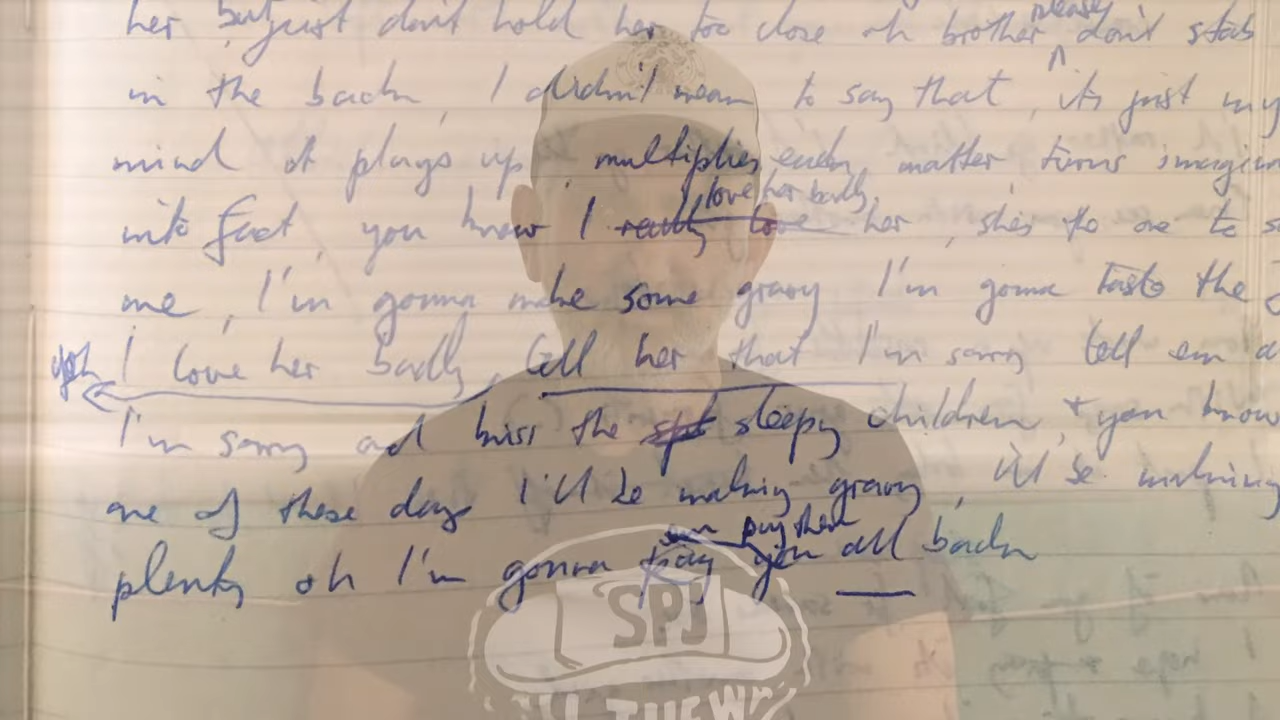 her but just don't hold her too close oh brother please don't stab
in the back, I didn't mean to say that, it's just my
mind it plays up, multiplies each matter turns imagin
into fact, you know I really love her badly love her, she's the one to s
me, I'm gonna make some gravy I'm gonna taste the
yeah I love her badly, tell her that I'm sorry tell em a
I'm sorry and kiss the sleepy children, + you know
one of these days I'll be making gravy, I'll be making
plenty oh I'm gonna pay them you all back
SPJ
ALL THE W